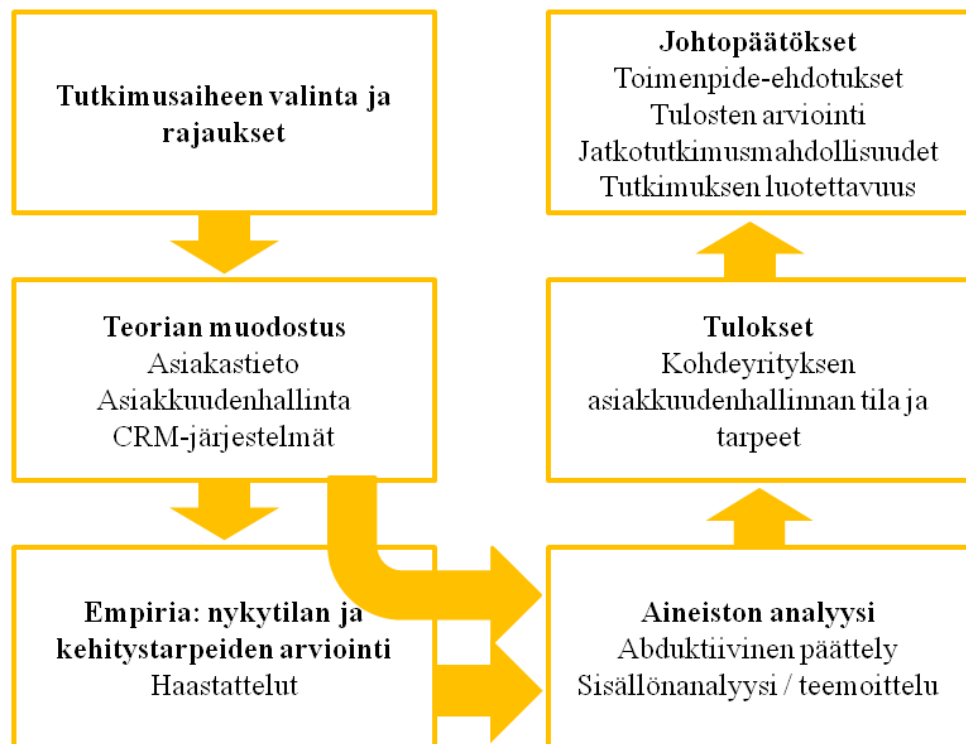 Tutkimusaiheen valinta ja
rajaukset
Teorian muodostus
Asiakastieto
Asiakkuudenhallinta
CRM-järjestelmät
Empiria: nykytilan ja
kehitystarpeiden arviointi
Haastattelut
Aineiston analyysi
Abduktiivinen päättely
Sisällönanalyysi / teemoittelu
Tulokset
Kohdeyrityksen
asiakkuudenhallinnan tila ja
tarpeet
Johtopäätökset
Toimenpide-ehdotukset
Tulosten arviointi
Jatkotutkimusmahdollisuudet
Tutkimuksen luotettavuus